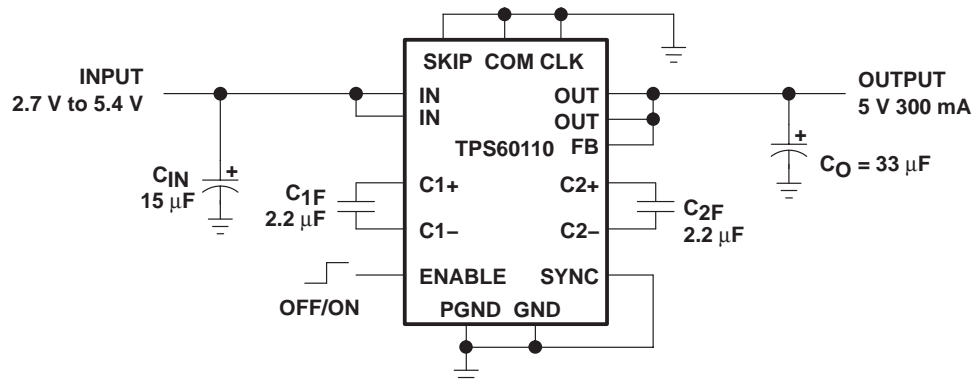 SKIP COM CLK
INPUT
2.7 V to 5.4 V
IN
IN
OUT
OUT
FB
TPS60110
OUTPUT
5 V 300 mA
+
CIN
15 μF
+
CO = 33 μF
C1F
2.2 μF
C1+
C1−
C2+
C2−
C2F
2.2 μF
OFF/ON
ENABLE
SYNC
PGND GND